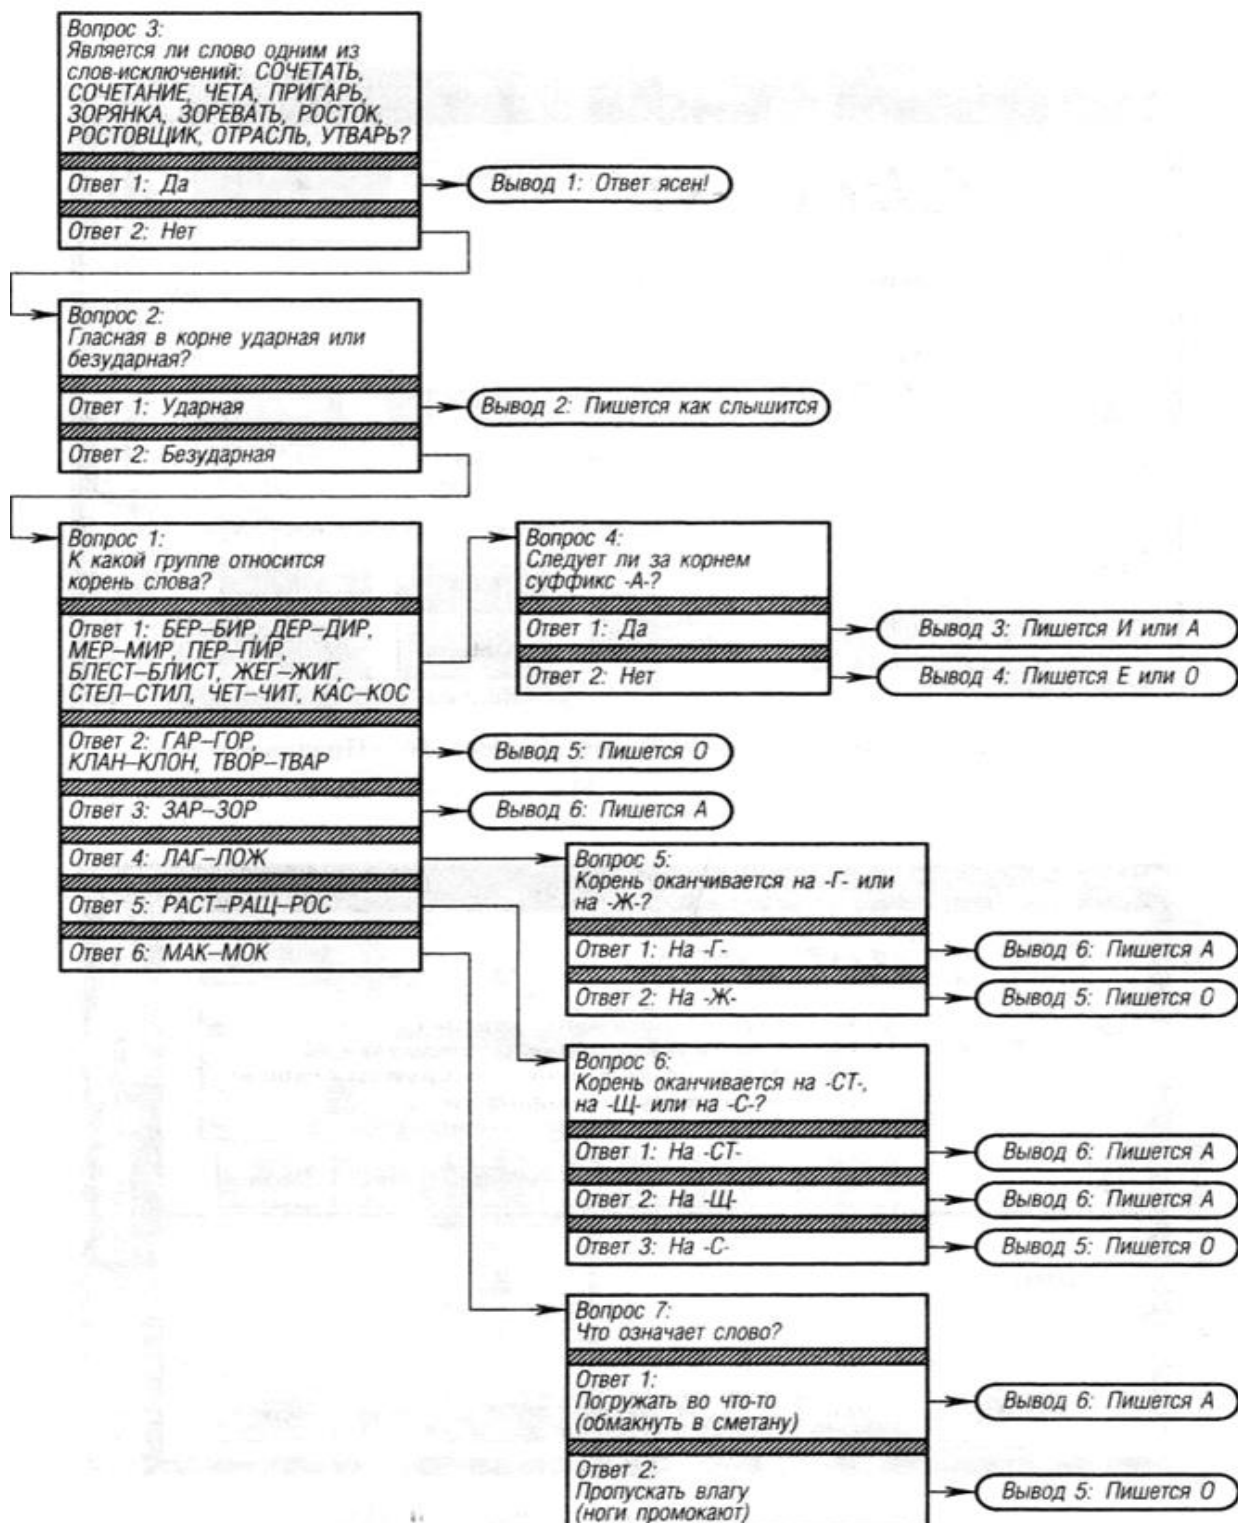 Вопрос 3:
Является ли слово одним из
слов-исключений: СОЧЕТАТЬ,
СОЧЕТАНИЕ, ЧЕТА, ПРИГАРЬ,
ЗОРЯНКА, ЗОРЕВАТЬ, РОСТОК,
РОСТОВЩИК, ОТРАСЛЬ, УТВАРЬ?
Ответ 1: Да
Вывод 1: Ответ ясен!
Ответ 2: Нет
Вопрос 2:
Гласная в корне ударная или
безударная?
Ответ 1: Ударная
Вывод 2: Пишется как слышится
Ответ 2: Безударная
Вопрос 1:
К какой группе относится
корень слова?
Ответ 1: БЕР–БИР, ДЕР–ДИР,
МЕР–МИР, ПЕР–ПИР,
БЛЕСТ–БЛИСТ, ЖЕГ–ЖИГ,
СТЕЛ–СТИЛ, ЧЕТ–ЧИТ, КАС–КОС
Вопрос 4:
Следует ли за корнем
суффикс -А-?
Ответ 1: Да
Вывод 3: Пишется И или А
Ответ 2: Нет
Вывод 4: Пишется Е или О
Ответ 2: ГАР–ГОР,
КЛАН–КЛОН, ТВОР–ТВАР
Вывод 5: Пишется О
Ответ 3: ЗАР–ЗОР
Вывод 6: Пишется А
Ответ 4: ЛАГ–ЛОЖ
Ответ 5: РАСТ–РАЩ–РОС
Ответ 6: МАК–МОК
Вопрос 5:
Корень оканчивается на -Г- или
на -Ж-?
Ответ 1: На -Г-
Вывод 6: Пишется А
Ответ 2: На -Ж-
Вывод 5: Пишется О
Вопрос 6:
Корень оканчивается на -СТ-,
на -Щ- или на -С-?
Ответ 1: На -СТ-
Вывод 6: Пишется А
Ответ 2: На -Щ-
Вывод 6: Пишется А
Ответ 3: На -С-
Вывод 5: Пишется О
Вопрос 7:
Что означает слово?
Ответ 1:
Погружать во что-то
(обмакнуть в сметану)
Вывод 6: Пишется А
Ответ 2:
Пропускать влагу
(ноги промокают)
Вывод 5: Пишется О